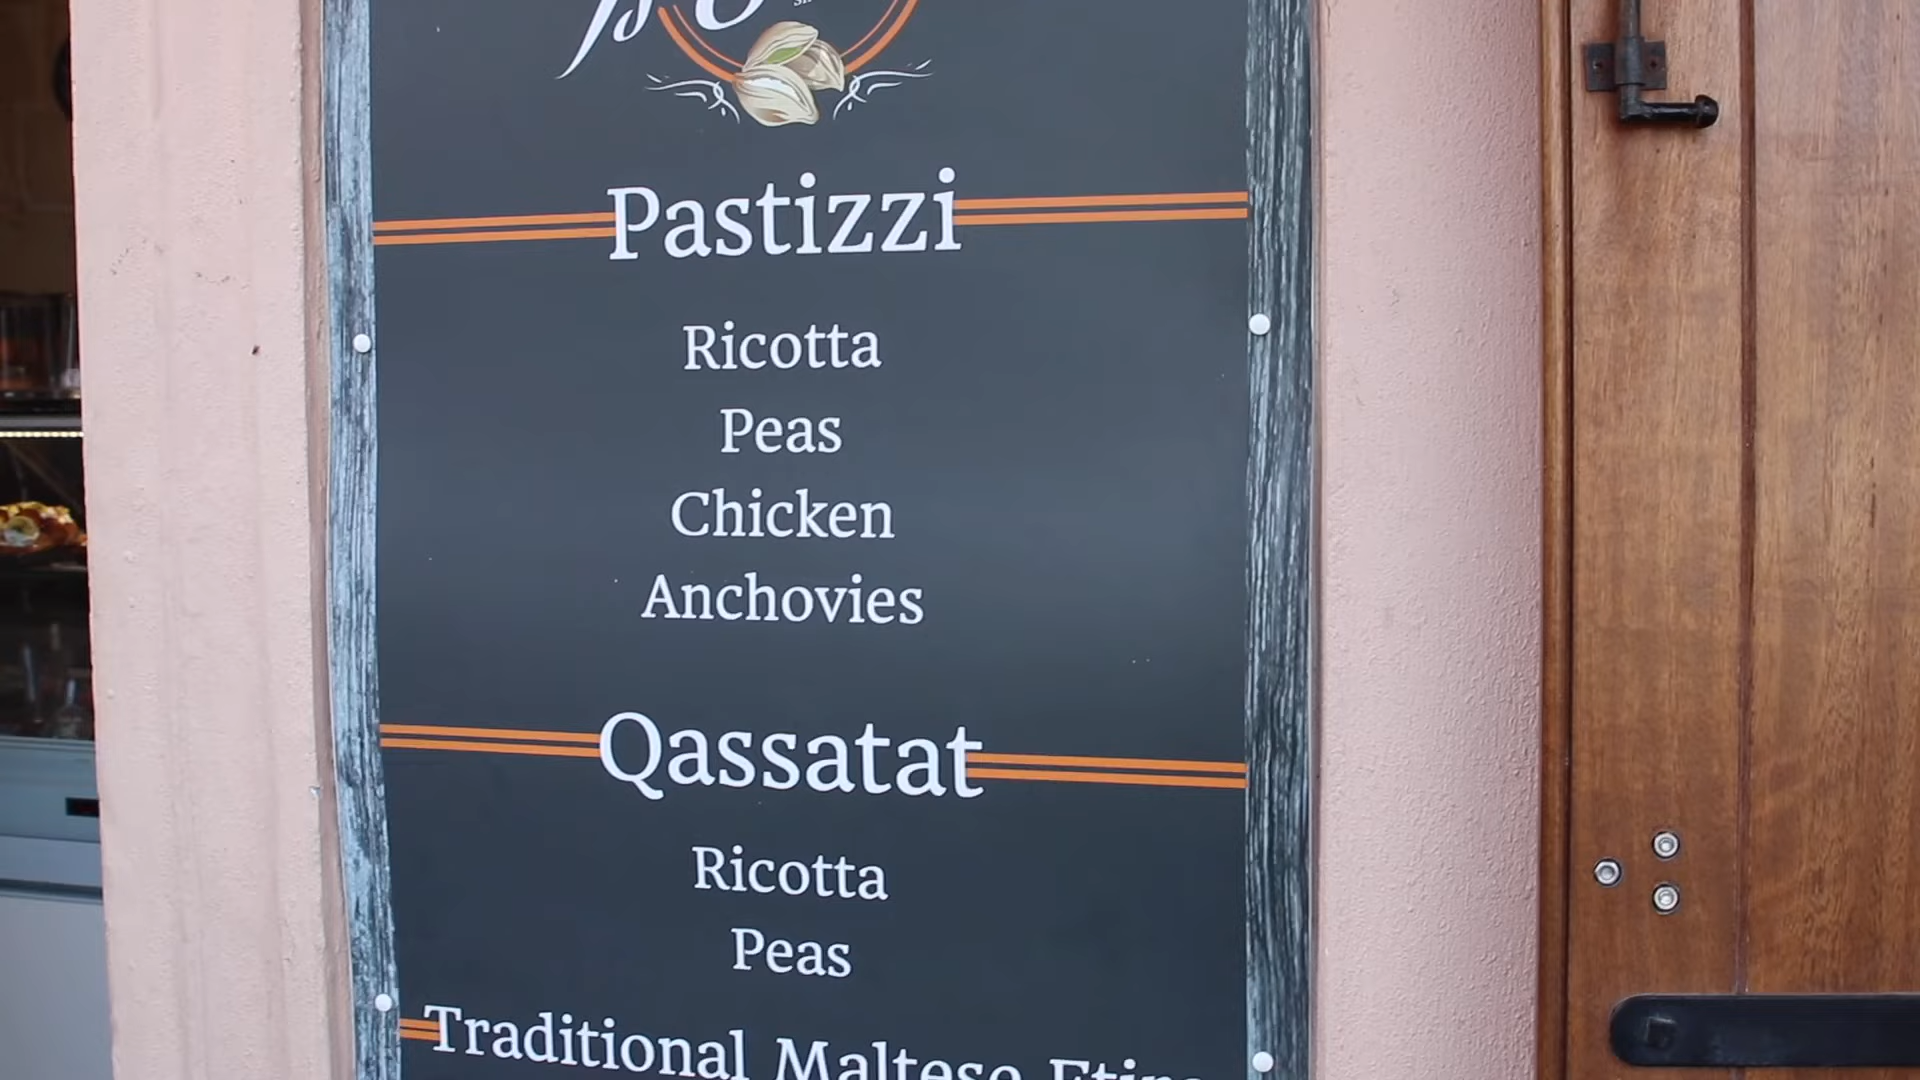 Pastizzi
Ricotta
Peas
Chicken
Anchovies
Qassatat
Ricotta
Peas
Traditional Maltese Ftira